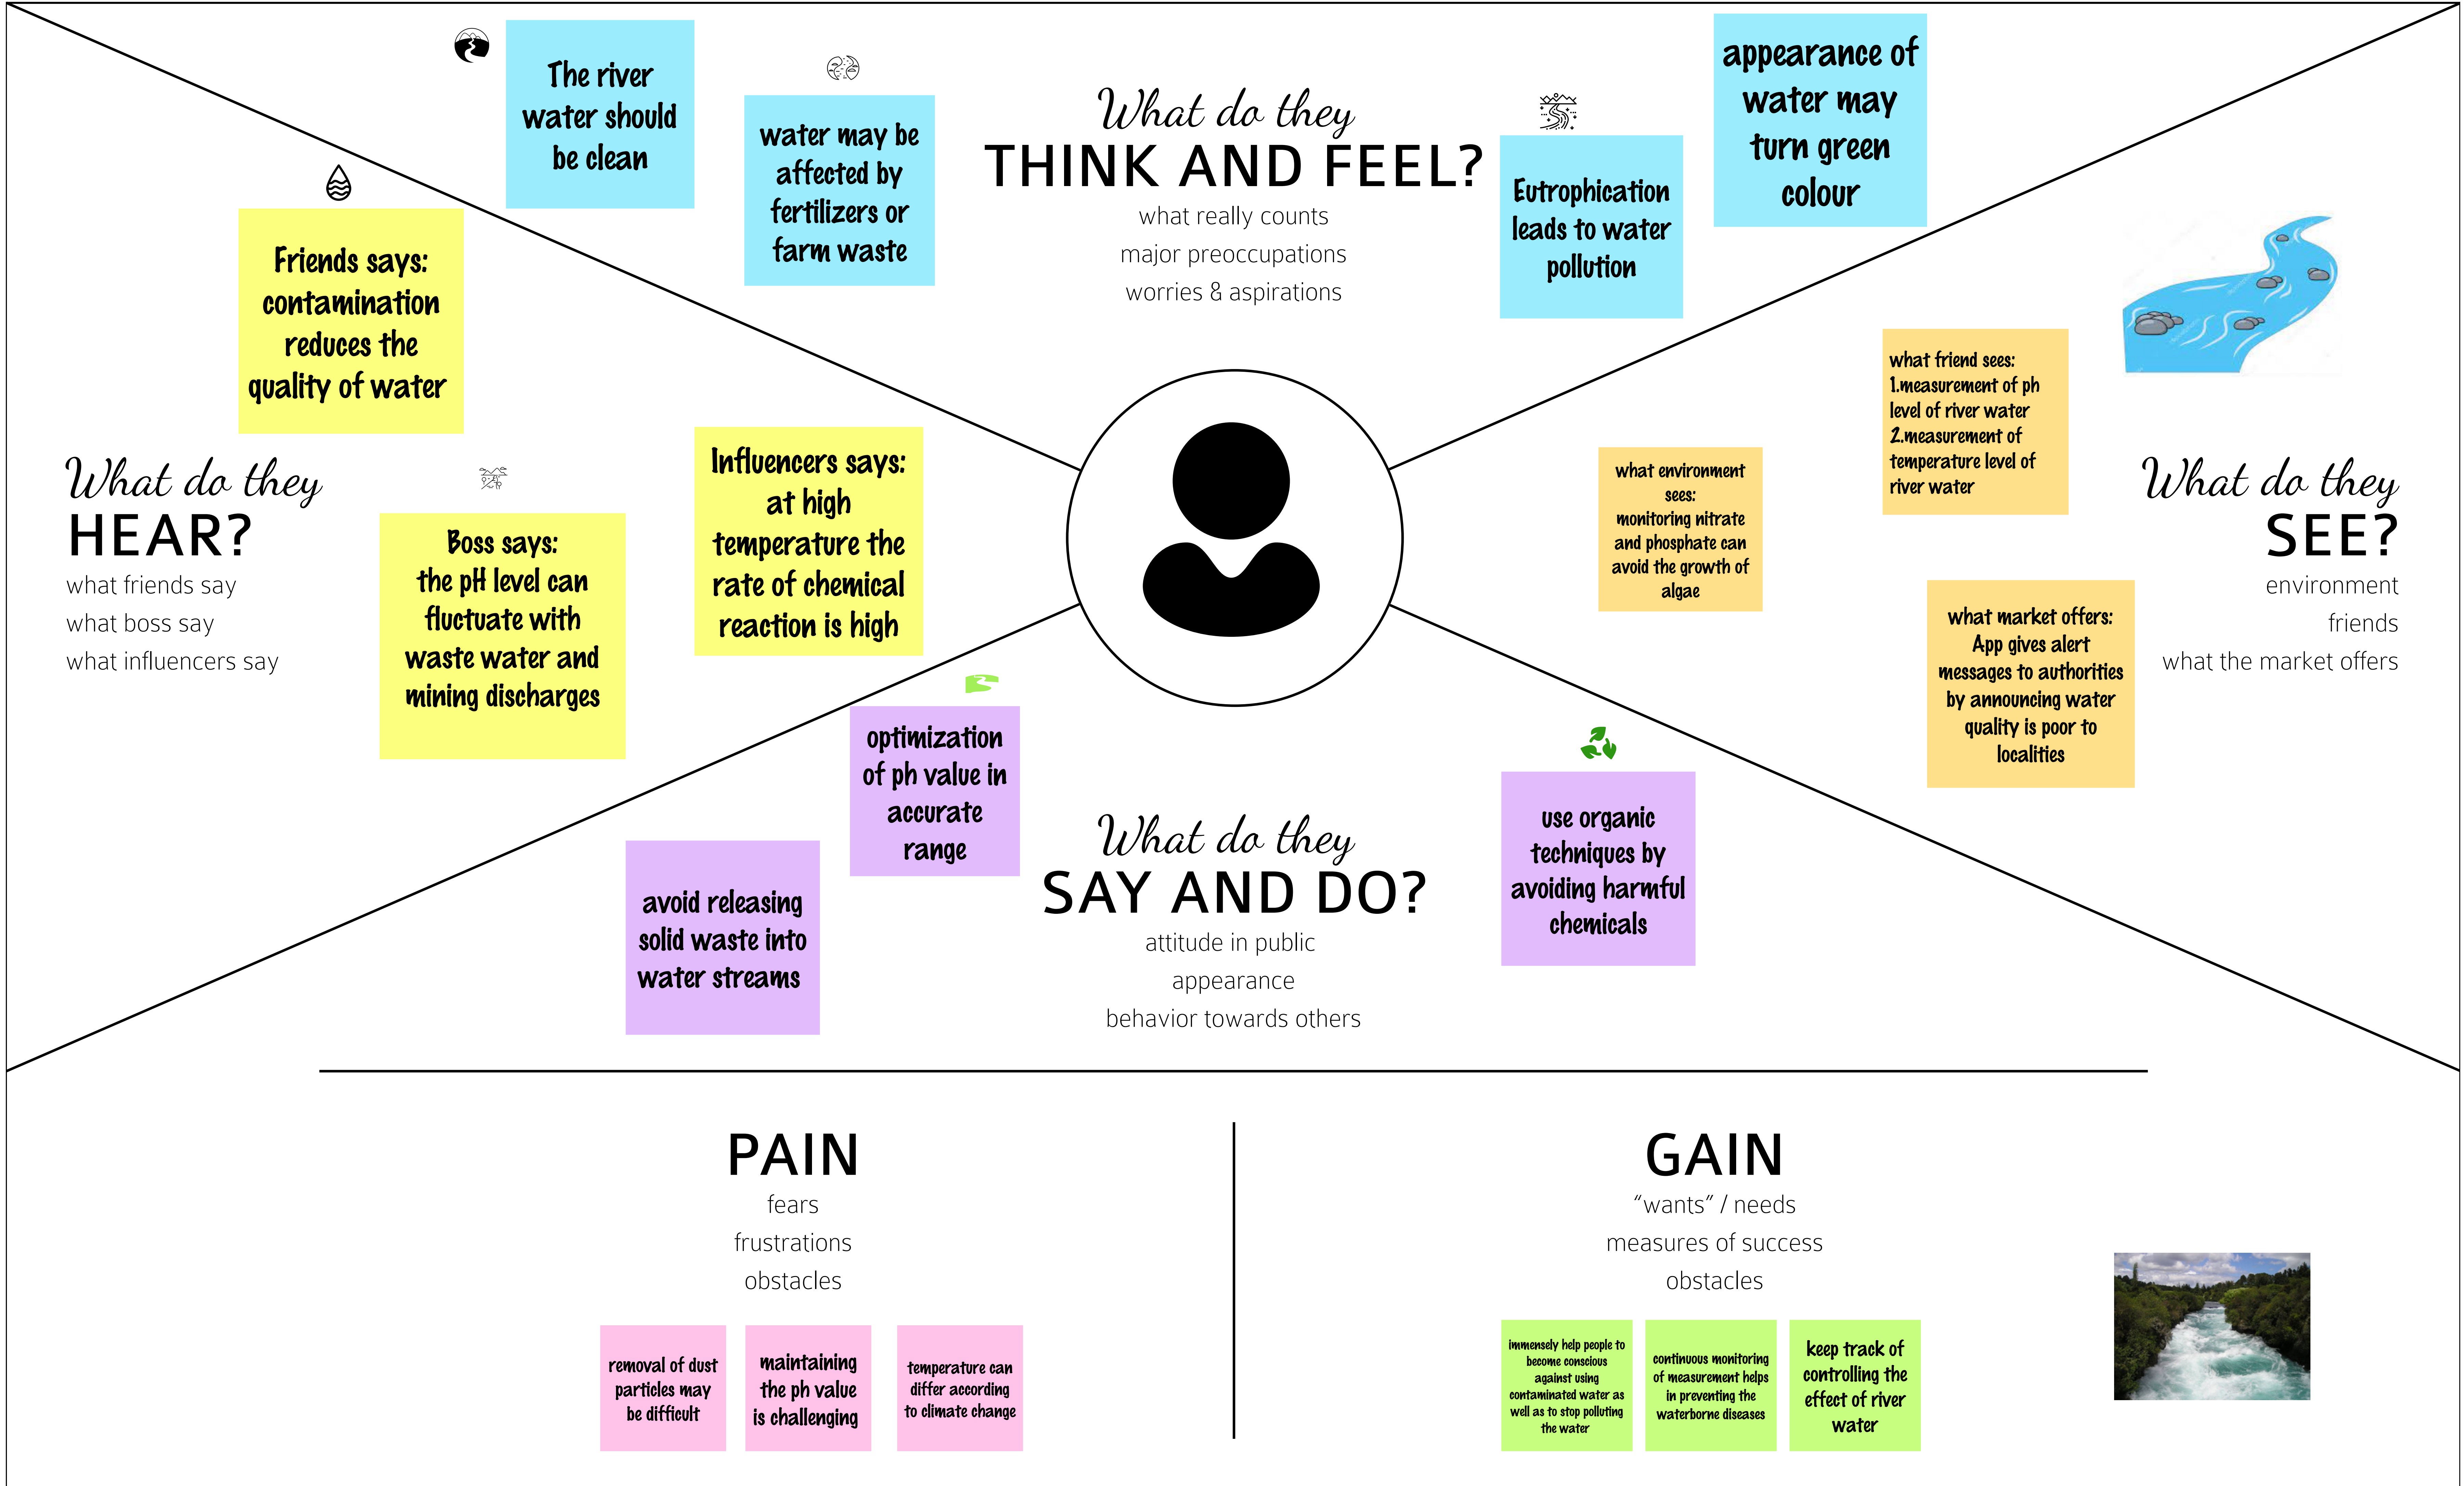 The river
water should
be clean
water may be
affected by
fertilizers or
farm waste
What do they
THINK AND FEEL?
what really counts
major preoccupations
worries & aspirations
Eutrophication
leads to water
pollution
appearance of
water may
turn green
colour
Friends says:
contamination
reduces the
quality of water
What do they
HEAR?
what friends say
what boss say
what influencers say
Boss says:
the pH level can
fluctuate with
waste water and
mining discharges
Influencers says:
at high
temperature the
rate of chemical
reaction is high
what environment
sees:
monitoring nitrate
and phosphate can
avoid the growth of
algae
what friend sees:
1.measurement of ph
level of river water
2.measurement of
temperature level of
river water
What do they
SEE?
environment
friends
what the market offers
what market offers:
App gives alert
messages to authorities
by announcing water
quality is poor to
localities
optimization
of ph value in
accurate
range
avoid releasing
solid waste into
water streams
What do they
SAY AND DO?
attitude in public
appearance
behavior towards others
use organic
techniques by
avoiding harmful
chemicals
PAIN
fears
frustrations
obstacles
removal of dust
particles may
be difficult
maintaining
the ph value
is challenging
temperature can
differ according
to climate change
GAIN
“wants” / needs
measures of success
obstacles
immensely help people to
become conscious
against using
contaminated water as
well as to stop polluting
the water
continuous monitoring
of measurement helps
in preventing the
waterborne diseases
keep track of
controlling the
effect of river
water